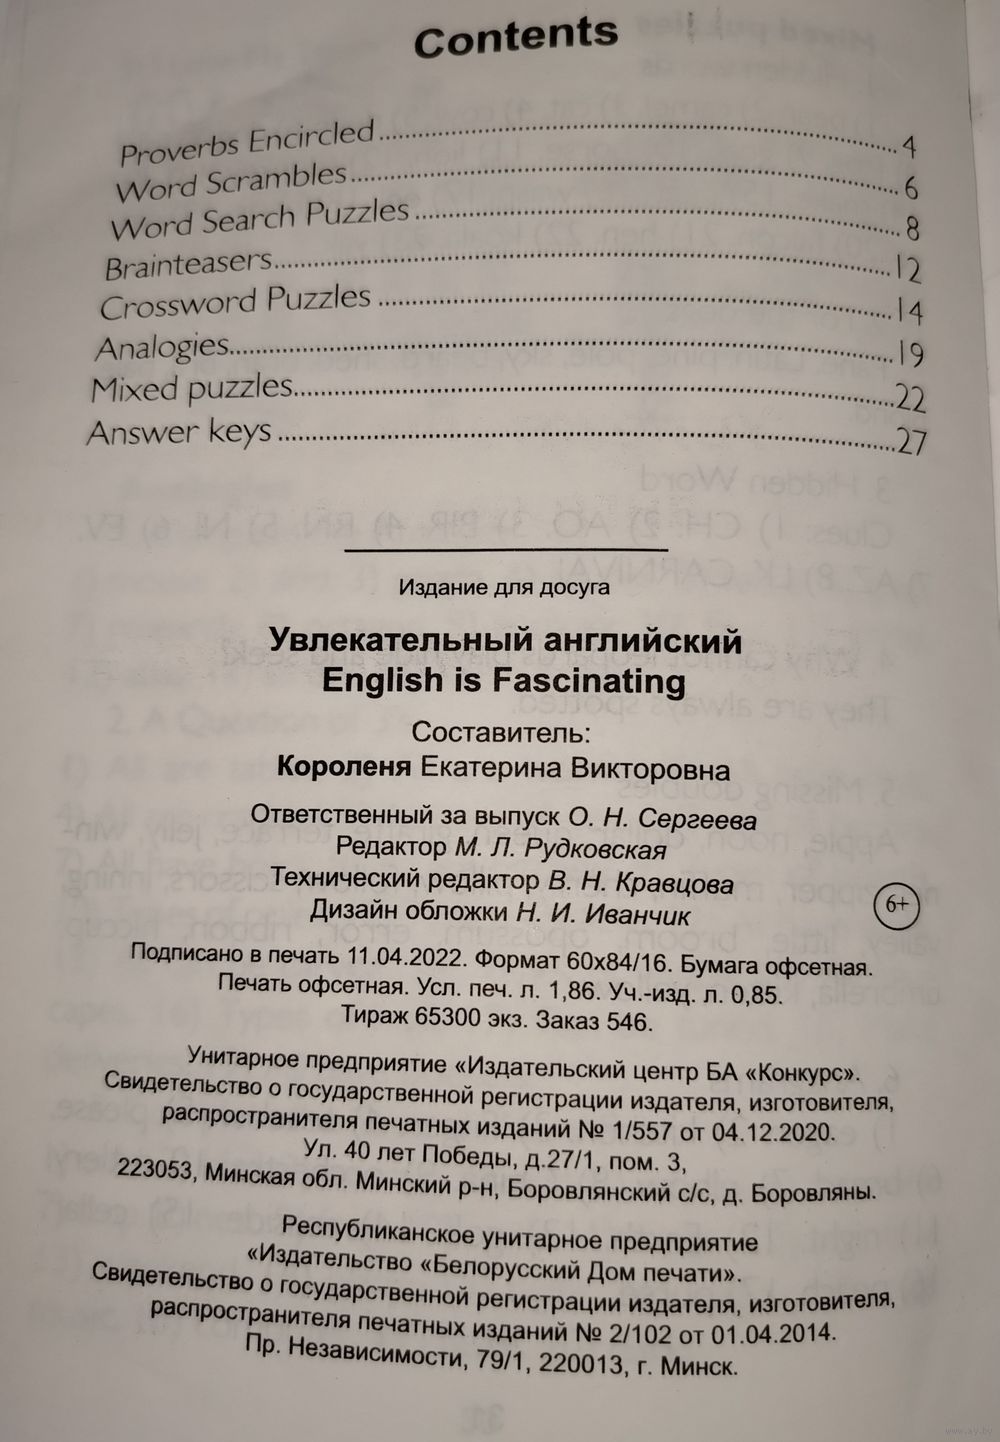 Contents
Proverbs Encircled 4
Word Scrambles 6
Word Search Puzzles 8
Brainteasers 12
Crossword Puzzles 14
Analogies 19
Mixed puzzles 22
Answer keys 27
Издание для досуга
Увлекательный английский
English is Fascinating
Составитель:
Короленя Екатерина Викторовна
Ответственный за выпуск О. Н. Сергеева
Редактор М. Л. Рудковская
Технический редактор В. Н. Кравцова
Дизайн обложки Н. И. Иванчик
6+
Подписано в печать 11.04.2022. Формат 60х84/16. Бумага офсетная.
Печать офсетная. Усл. печ. л. 1,86. Уч.-изд. л. 0,85.
Тираж 65300 экз. Заказ 546.
Унитарное предприятие «Издательский центр БА «Конкурс».
Свидетельство о государственной регистрации издателя, изготовителя,
распространителя печатных изданий № 1/557 от 04.12.2020.
Ул. 40 лет Победы, д.27/1, пом. 3,
223053, Минская обл. Минский р-н, Боровлянский с/с, д. Боровляны.
Республиканское унитарное предприятие
«Издательство «Белорусский Дом печати».
Свидетельство о государственной регистрации издателя, изготовителя,
распространителя печатных изданий № 2/102 от 01.04.2014.
Пр. Независимости, 79/1, 220013, г. Минск.